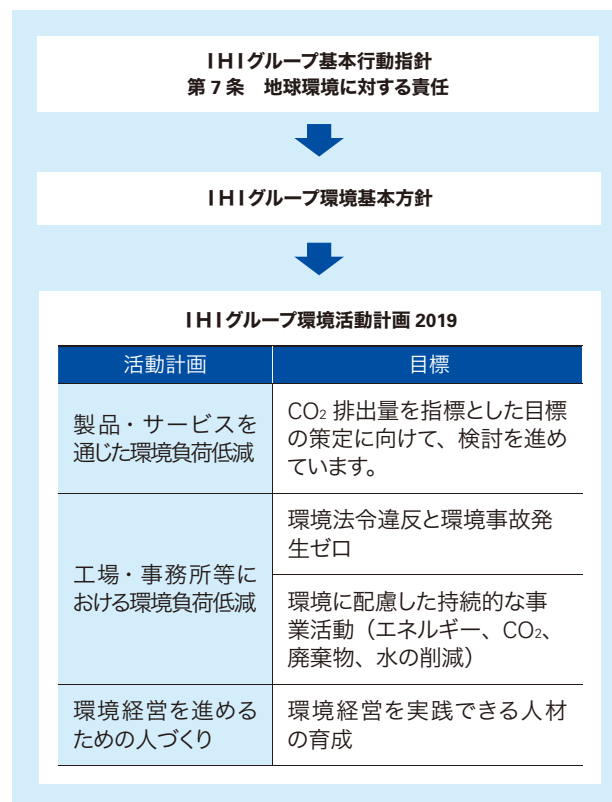 IHIグループ基本行動指針
第7条　地球環境に対する責任
IHIグループ環境基本方針
IHIグループ環境活動計画 2019
活動計画
目標
製品・サービスを
通じた環境負荷低減
CO₂ 排出量を指標とした目標
の策定に向けて、検討を進め
ています。
工場・事務所等に
おける環境負荷低減
環境法令違反と環境事故発
生ゼロ
環境に配慮した持続的な事
業活動（エネルギー、CO₂、
廃棄物、水の削減）
環境経営を進める
ための人づくり
環境経営を実践できる人材
の育成